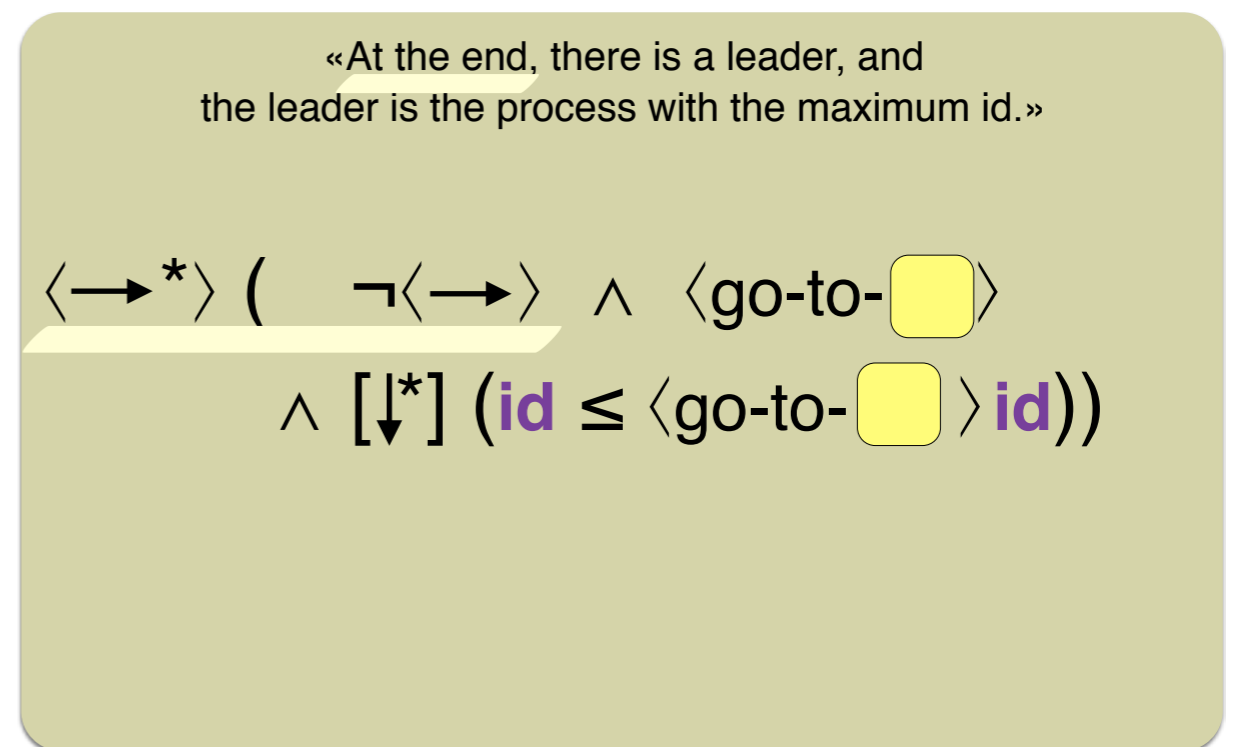 «At the end, there is a leader, and
the leader is the process with the maximum id.»
⟨→*⟩ ( ¬⟨→⟩ ∧ ⟨go-to- ⟩
∧ [↓*] (id ≤ ⟨go-to- ⟩ id))